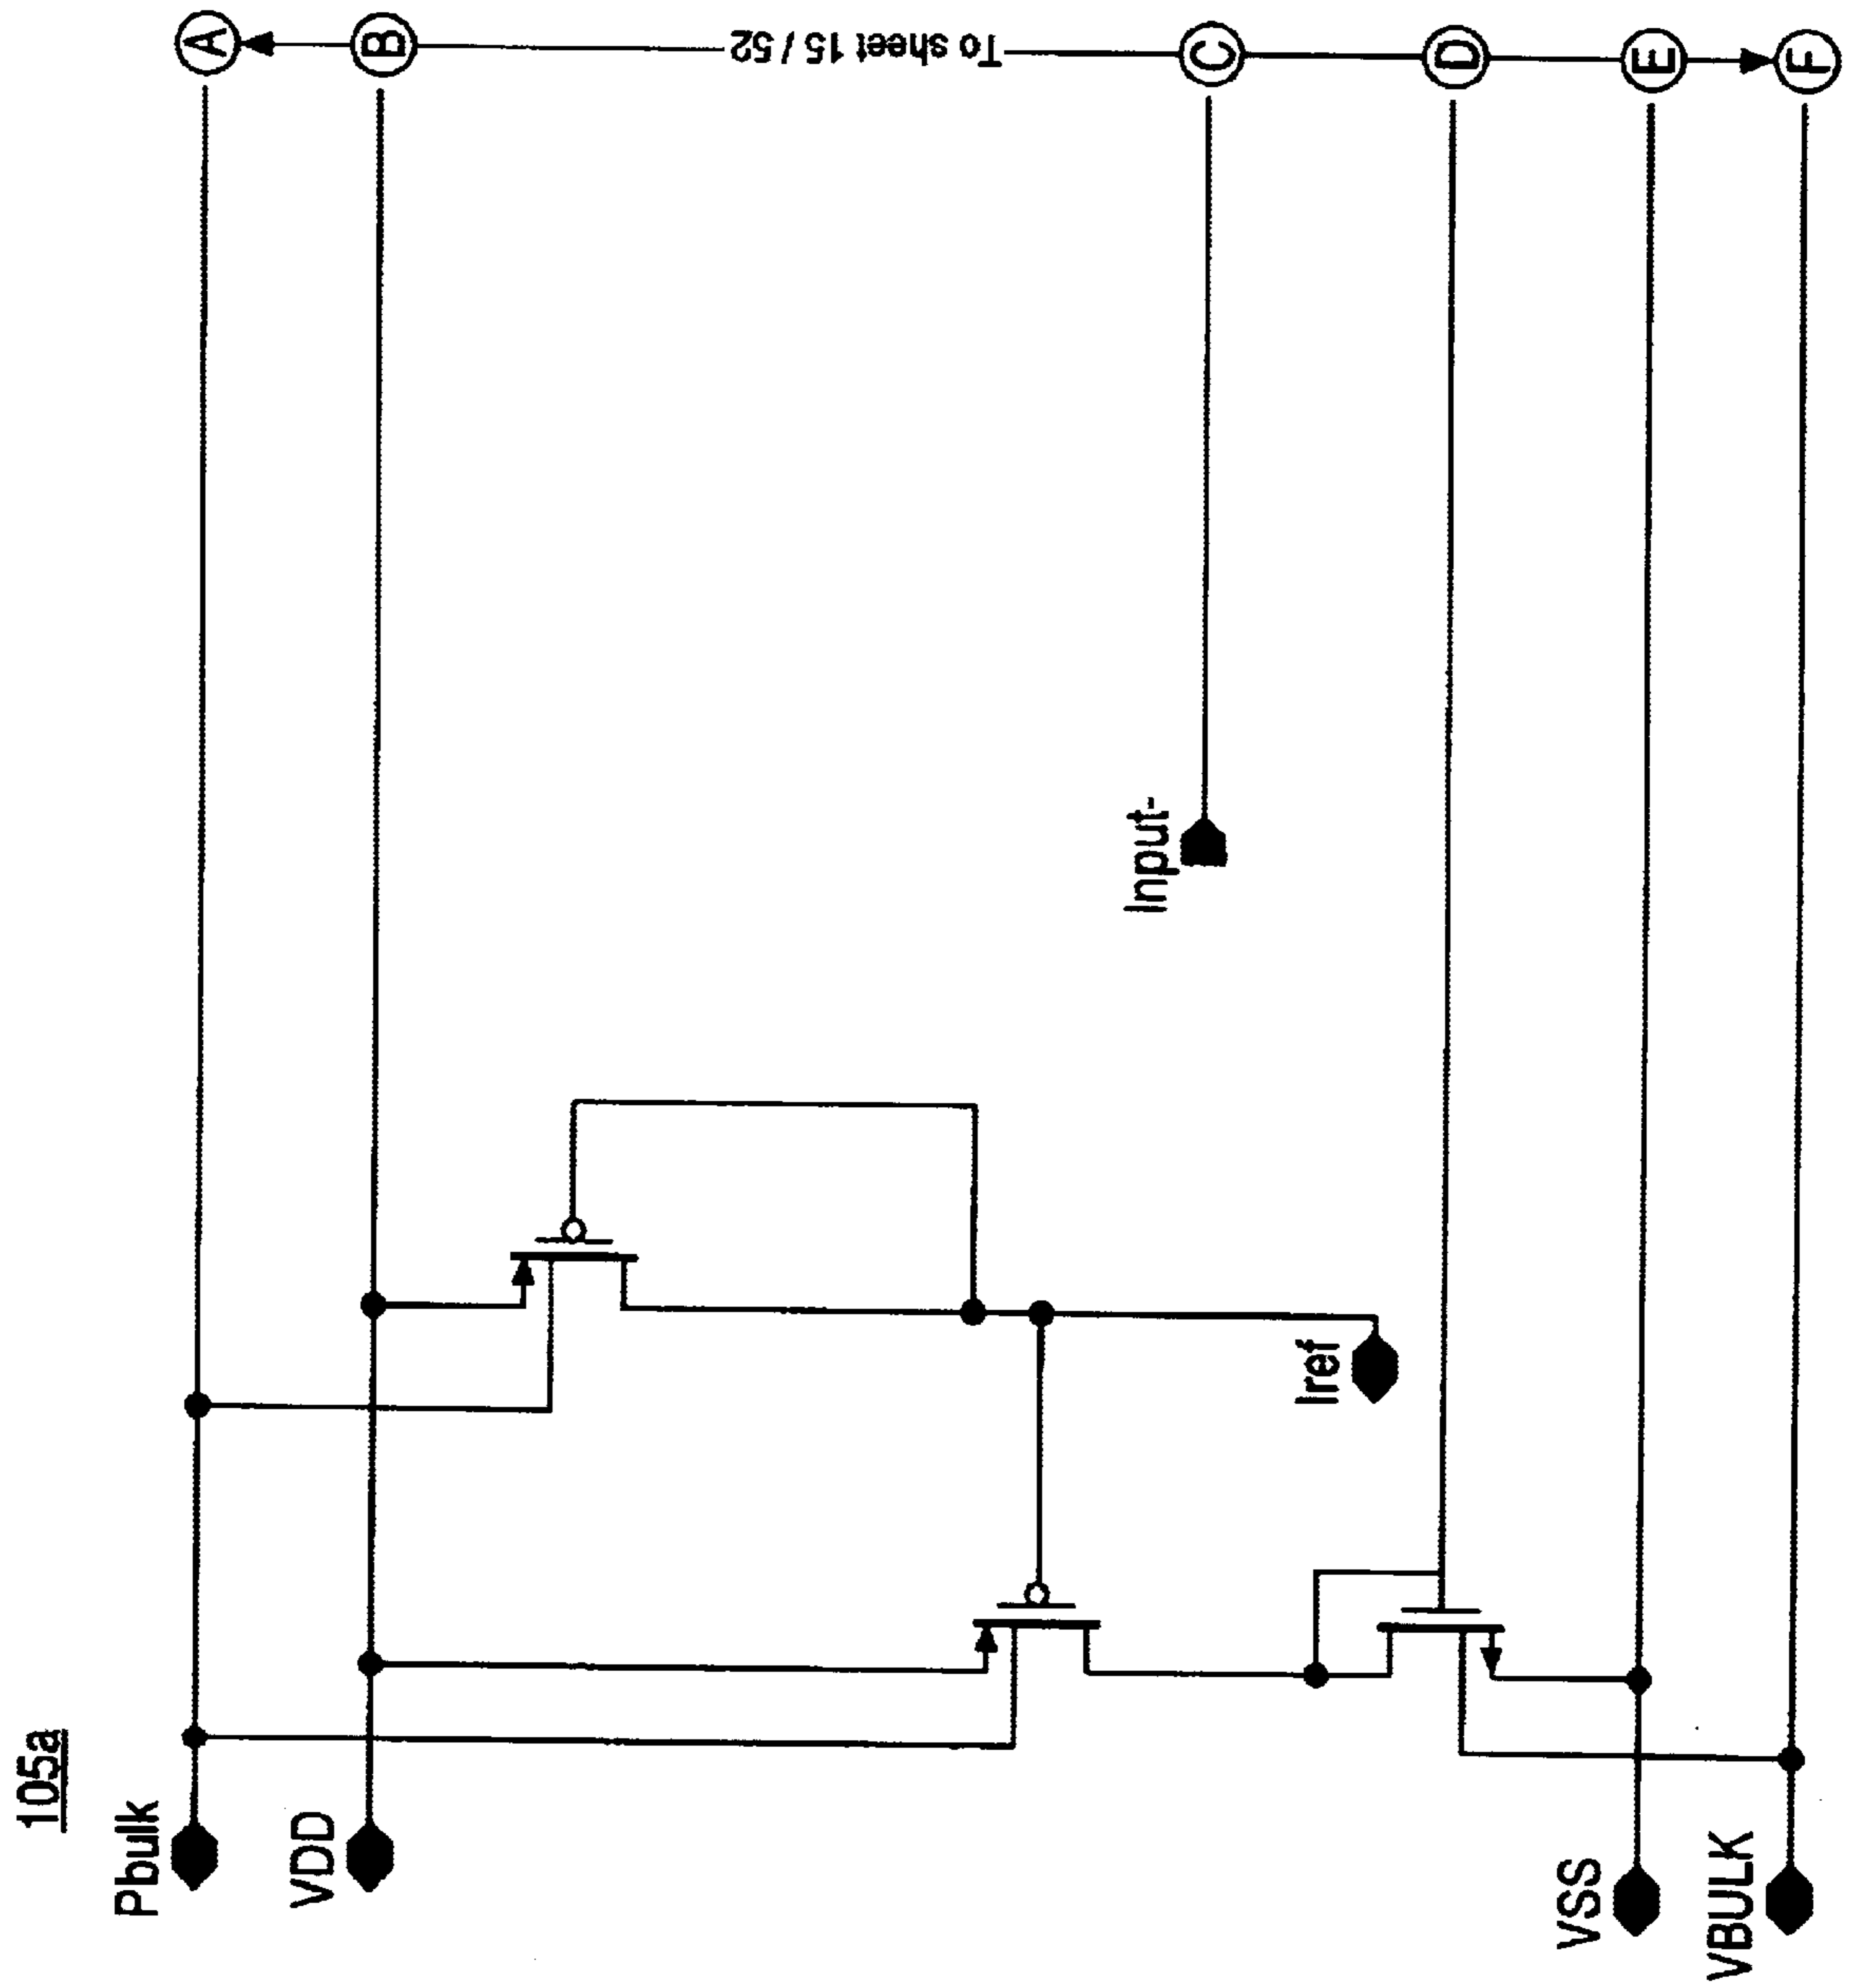 105a
Pbulk
VDD
Input-
Iref
VSS
VBULK
A
B
To sheet 15 / 52
C
D
E
F